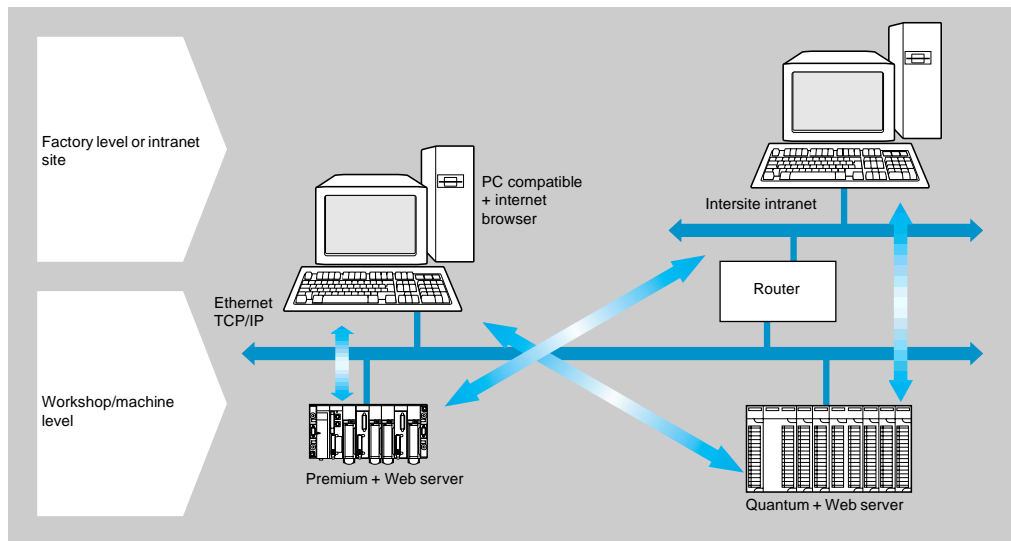 Factory level or intranet
site
PC compatible
+ internet
browser
Intersite intranet
Router
Ethernet
TCP/IP
Workshop/machine
level
Premium + Web server
Quantum + Web server